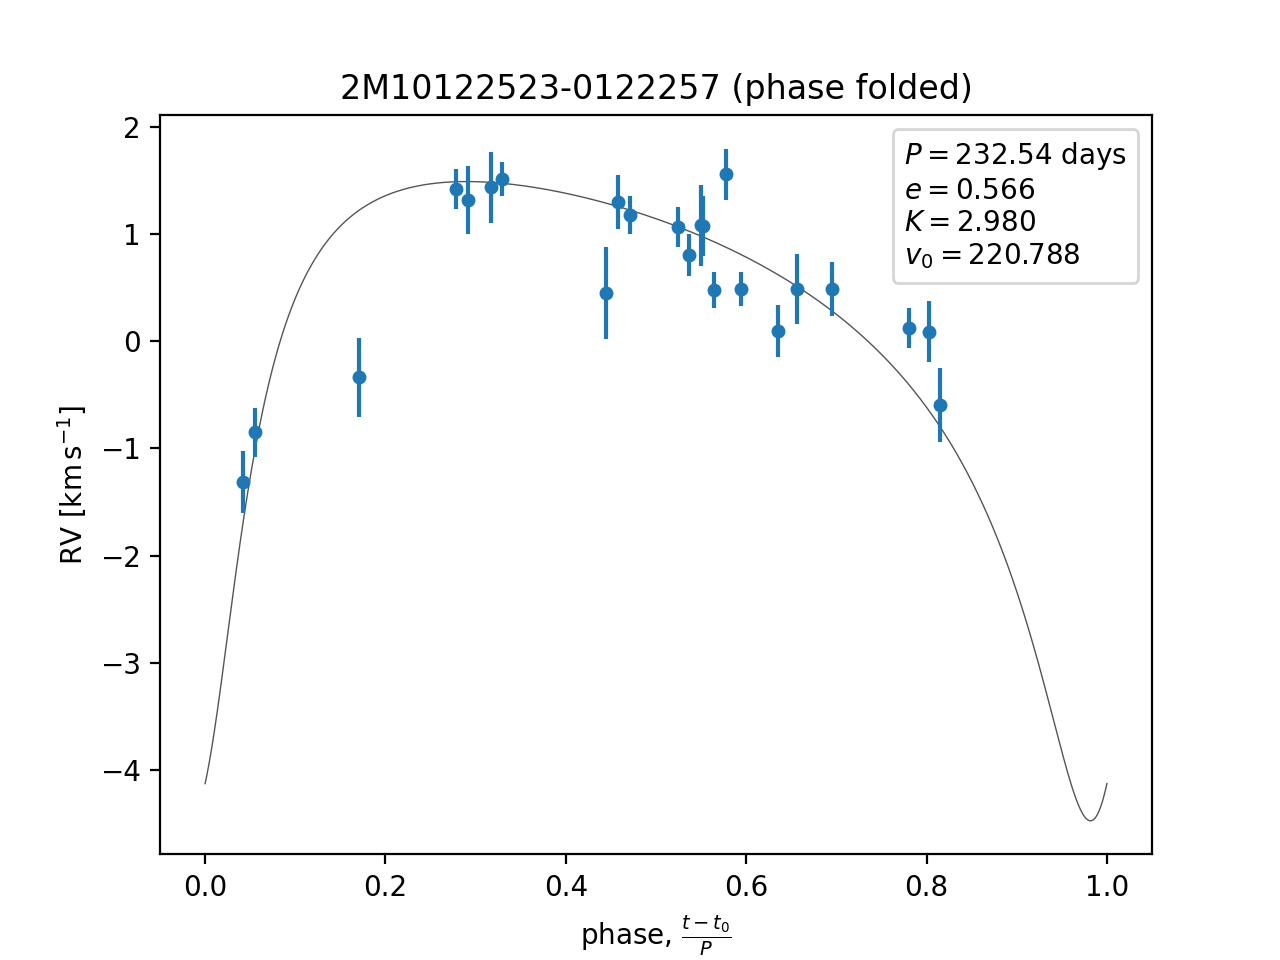 2M10122523-0122257 (phase folded)
P = 232.54 days
e = 0.566
K = 2.980
v₀ = 220.788
RV [km s⁻¹]
2
1
0
−1
−2
−3
−4
0.0 0.2 0.4 0.6 0.8 1.0
phase, (t − t₀)/P